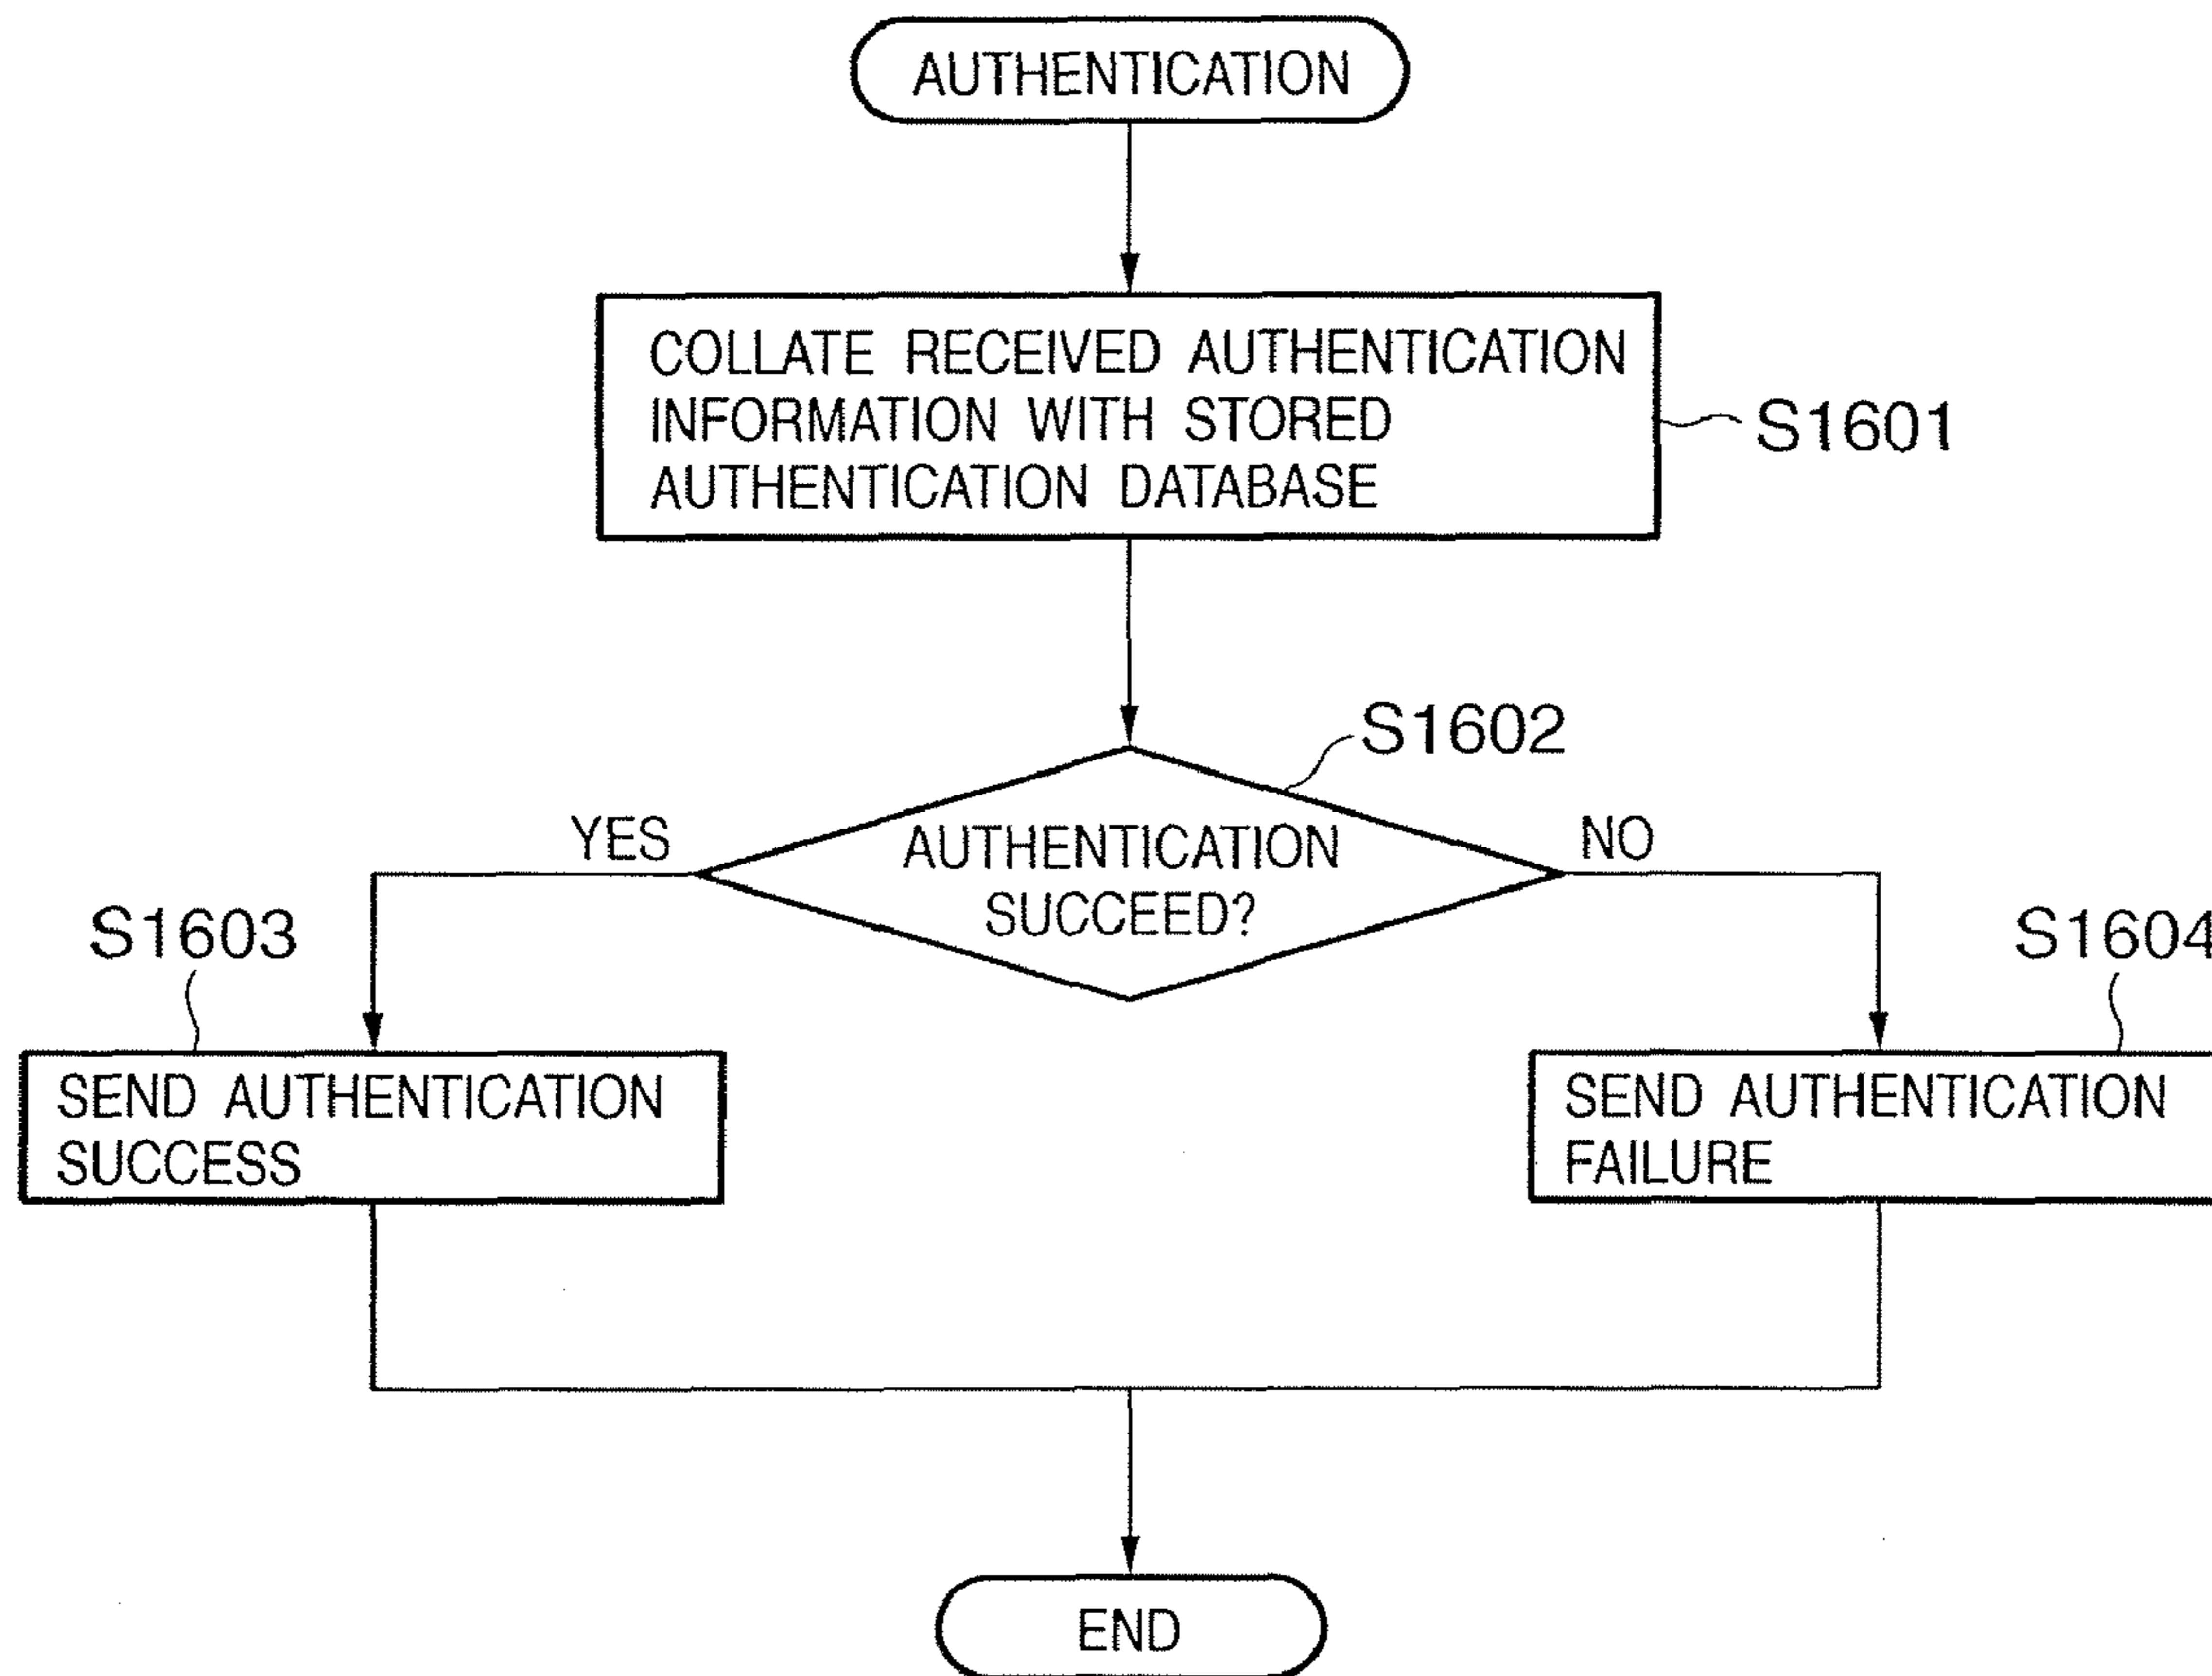 AUTHENTICATION
COLLATE RECEIVED AUTHENTICATION
INFORMATION WITH STORED
AUTHENTICATION DATABASE
S1601
S1602
YES
AUTHENTICATION
SUCCEED?
NO
S1603
S1604
SEND AUTHENTICATION
SUCCESS
SEND AUTHENTICATION
FAILURE
END